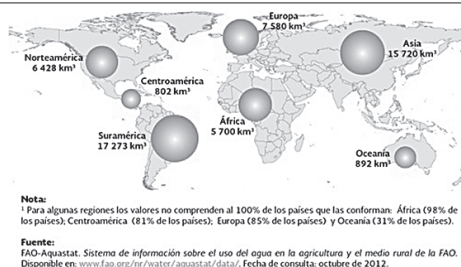 Europa
7 580 km³
Asia
15 720 km³
Norteamérica
6 428 km³
Centroamérica
802 km³
África
5 700 km³
Suramérica
17 273 km³
Oceanía
892 km³
Nota:
¹ Para algunas regiones los valores no comprenden al 100% de los países que las conforman: África (98% de
los países); Centroamérica (81% de los países); Europa (85% de los países) y Oceanía (31% de los países).
Fuente:
FAO-Aquastat. Sistema de información sobre el uso del agua en la agricultura y el medio rural de la FAO.
Disponible en: www.fao.org/nr/water/aquastat/data/. Fecha de consulta: octubre de 2012.